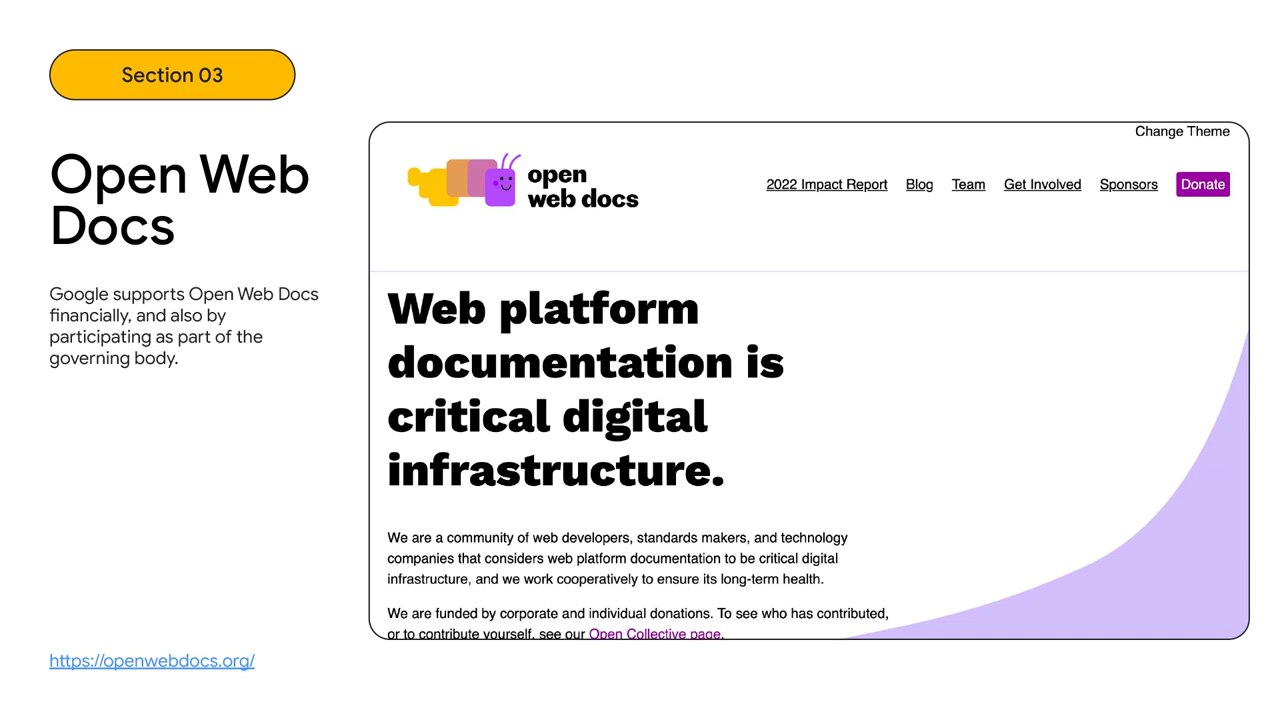 Section 03
Open Web
Docs
Google supports Open Web Docs
financially, and also by
participating as part of the
governing body.
https://openwebdocs.org/
Change Theme
open
web docs
2022 Impact Report Blog Team Get Involved Sponsors Donate
Web platform
documentation is
critical digital
infrastructure.
We are a community of web developers, standards makers, and technology
companies that considers web platform documentation to be critical digital
infrastructure, and we work cooperatively to ensure its long-term health.
We are funded by corporate and individual donations. To see who has contributed,
or to contribute yourself, see our Open Collective page.